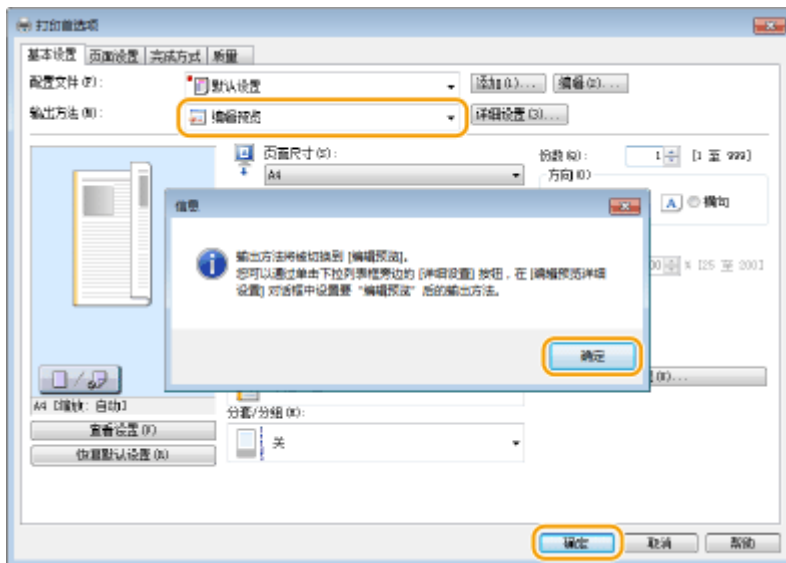 打印首选项
基本设置 页面设置 完成方式 质量
配置文件(F): 默认设置 添加(1)... 编辑(2)...
输出方法(M): 编辑预览 详细设置(3)...
页面尺寸(S): 份数(Q): 1 [1 至 999]
A4 方向(O)
A 横向
信息
输出方法将被切换到 [编辑预览]。
您可以通过单击下拉列表框旁边的 [详细设置] 按钮，在 [编辑预览详细
设置] 对话框中设置要“编辑预览”后的输出方法。
% [25 至 200]
确定
A4 [缩放: 自动]
分套/分组(K):
查看设置(V)
关
恢复默认设置(R)
确定 取消 帮助